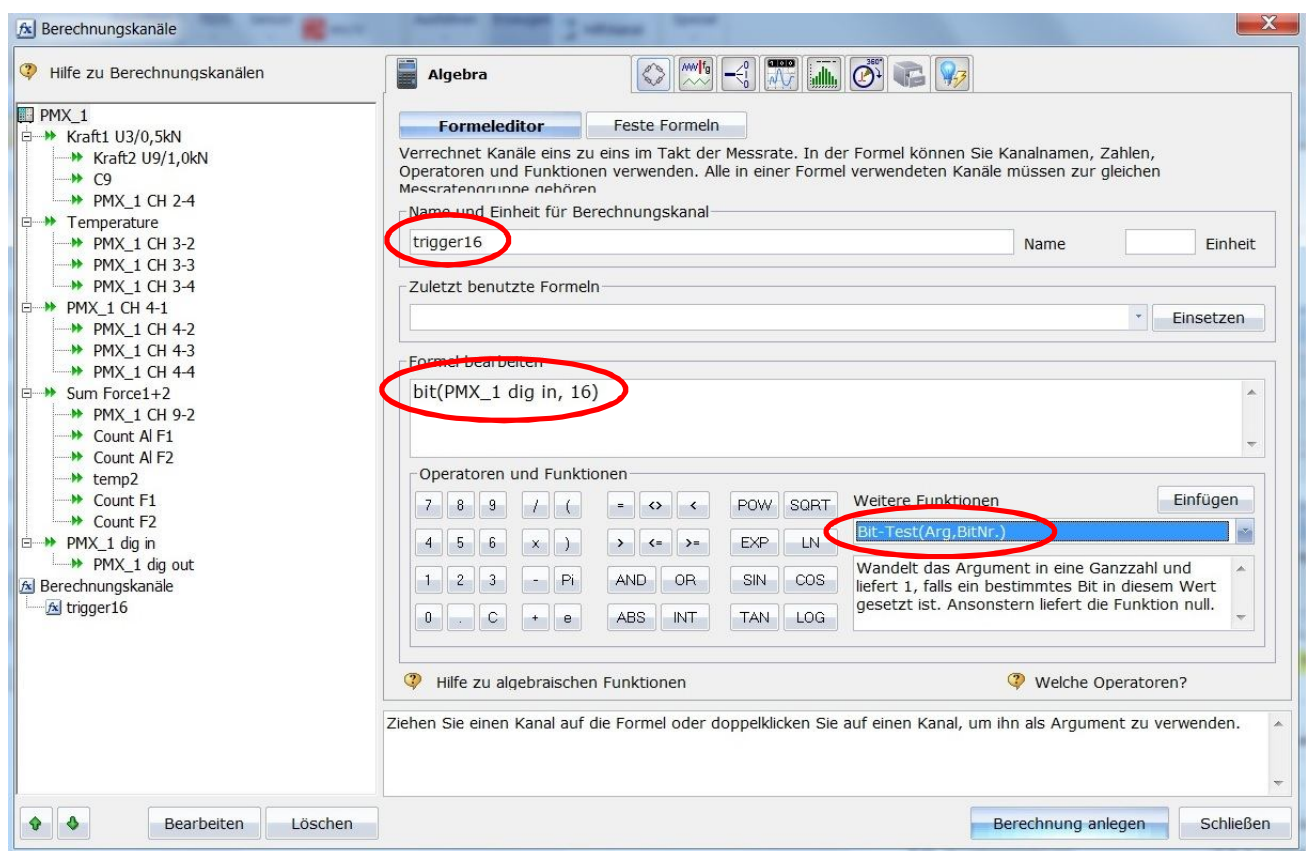 Berechnungskanäle
X
Hilfe zu Berechnungskanälen
PMX_1
Kraft1 U3/0,5kN
Kraft2 U9/1,0kN
C9
PMX_1 CH 2-4
Temperature
PMX_1 CH 3-2
PMX_1 CH 3-3
PMX_1 CH 3-4
PMX_1 CH 4-1
PMX_1 CH 4-2
PMX_1 CH 4-3
PMX_1 CH 4-4
Sum Force1+2
PMX_1 CH 9-2
Count Al F1
Count Al F2
temp2
Count F1
Count F2
PMX_1 dig in
PMX_1 dig out
Berechnungskanäle
trigger16
Bearbeiten Löschen
Algebra
Formeleditor Feste Formeln
Verrechnet Kanäle eins zu eins im Takt der Messrate. In der Formel können Sie Kanalnamen, Zahlen,
Operatoren und Funktionen verwenden. Alle in einer Formel verwendeten Kanäle müssen zur gleichen
Messratengruppe gehören
Name und Einheit für Berechnungskanal
trigger16 Name Einheit
Zuletzt benutzte Formeln
Einsetzen
Formel bearbeiten
bit(PMX_1 dig in, 16)
Operatoren und Funktionen
7 8 9 / ( = <> < POW SQRT
4 5 6 x ) > <= >= EXP LN
1 2 3 - Pi AND OR SIN COS
0 . C + e ABS INT TAN LOG
Weitere Funktionen Einfügen
Bit-Test(Arg,BitNr.)
Wandelt das Argument in eine Ganzzahl und
liefert 1, falls ein bestimmtes Bit in diesem Wert
gesetzt ist. Ansonstern liefert die Funktion null.
Hilfe zu algebraischen Funktionen Welche Operatoren?
Ziehen Sie einen Kanal auf die Formel oder doppelklicken Sie auf einen Kanal, um ihn als Argument zu verwenden.
Berechnung anlegen Schließen